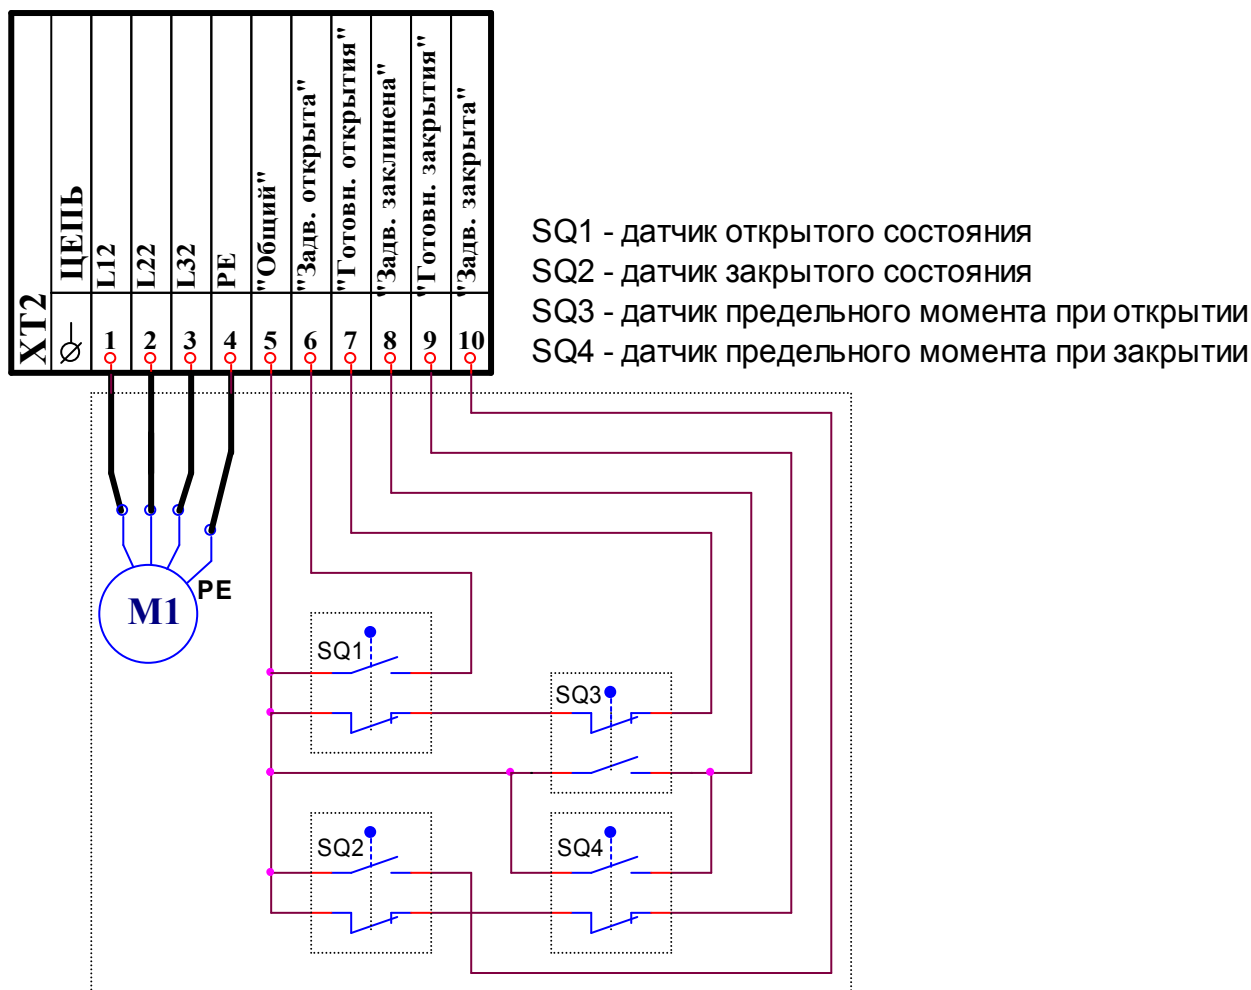 XT2
ЦЕПЬ
L12
L22
L32
PE
"Общий"
"Задв. открыта"
"Готовн. открытия"
"Задв. заклинена"
"Готовн. закрытия"
"Задв. закрыта"
1 2 3 4 5 6 7 8 9 10
SQ1 - датчик открытого состояния
SQ2 - датчик закрытого состояния
SQ3 - датчик предельного момента при открытии
SQ4 - датчик предельного момента при закрытии
PE
M1
SQ1
SQ3
SQ2
SQ4